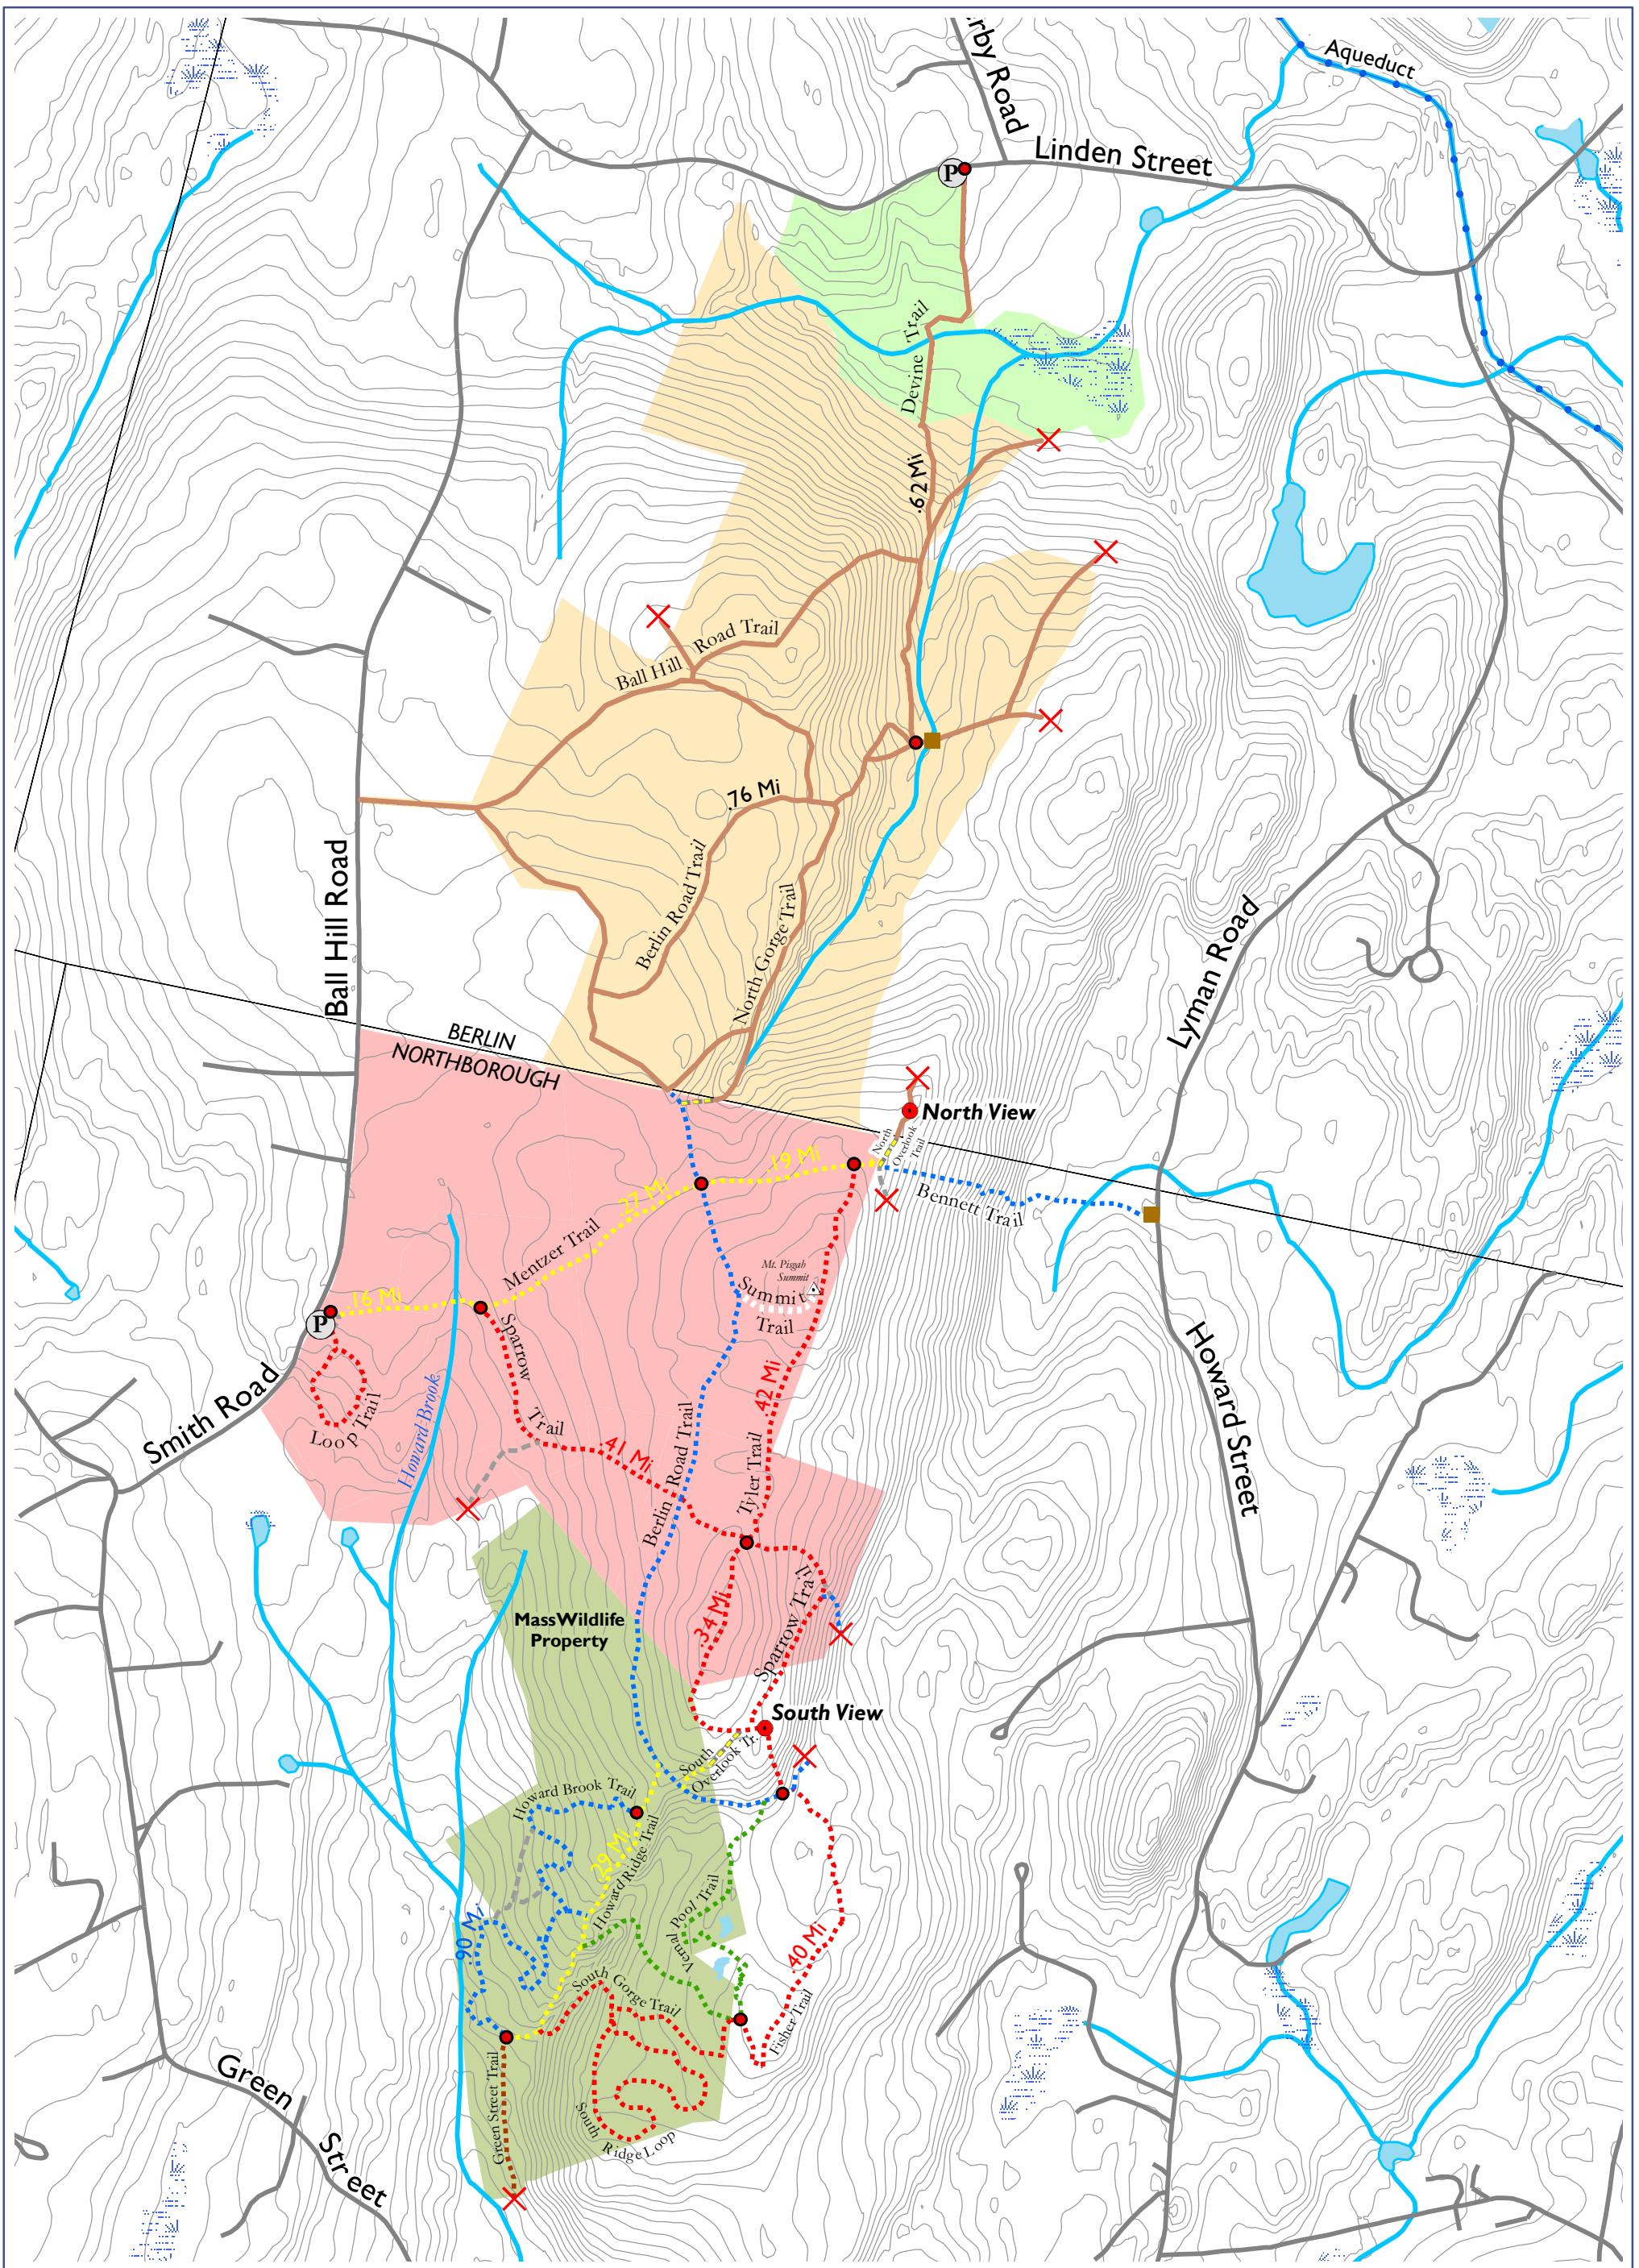 Aqueduct
rby Road
Linden Street
P
Devine Trail
.62 Mi
Ball Hill Road Trail
.76 Mi
Berlin Road Trail
North Gorge Trail
Ball Hill Road
Lyman Road
BERLIN
NORTHBOROUGH
North View
North
Overlook
Trail
.19 Mi
.27 Mi
Bennett Trail
Mentzer Trail
Mt. Pisgah
Summit
Summit
Trail
.16 Mi
P
Sparrow
Trail
Loop Trail
Smith Road
Howard Brook
Howard Street
.42 Mi
.41 Mi
Berlin Road Trail
Tyler Trail
MassWildlife
Property
.34 Mi
Sparrow Trail
South View
South
Overlook Tr.
Howard Brook Trail
.29 Mi
Howard Ridge Trail
Vernal Pool Trail
.90 Mi
.40 Mi
South Gorge Trail
Fisher Trail
Green Street Trail
South
Ridge Loop
Green
Street